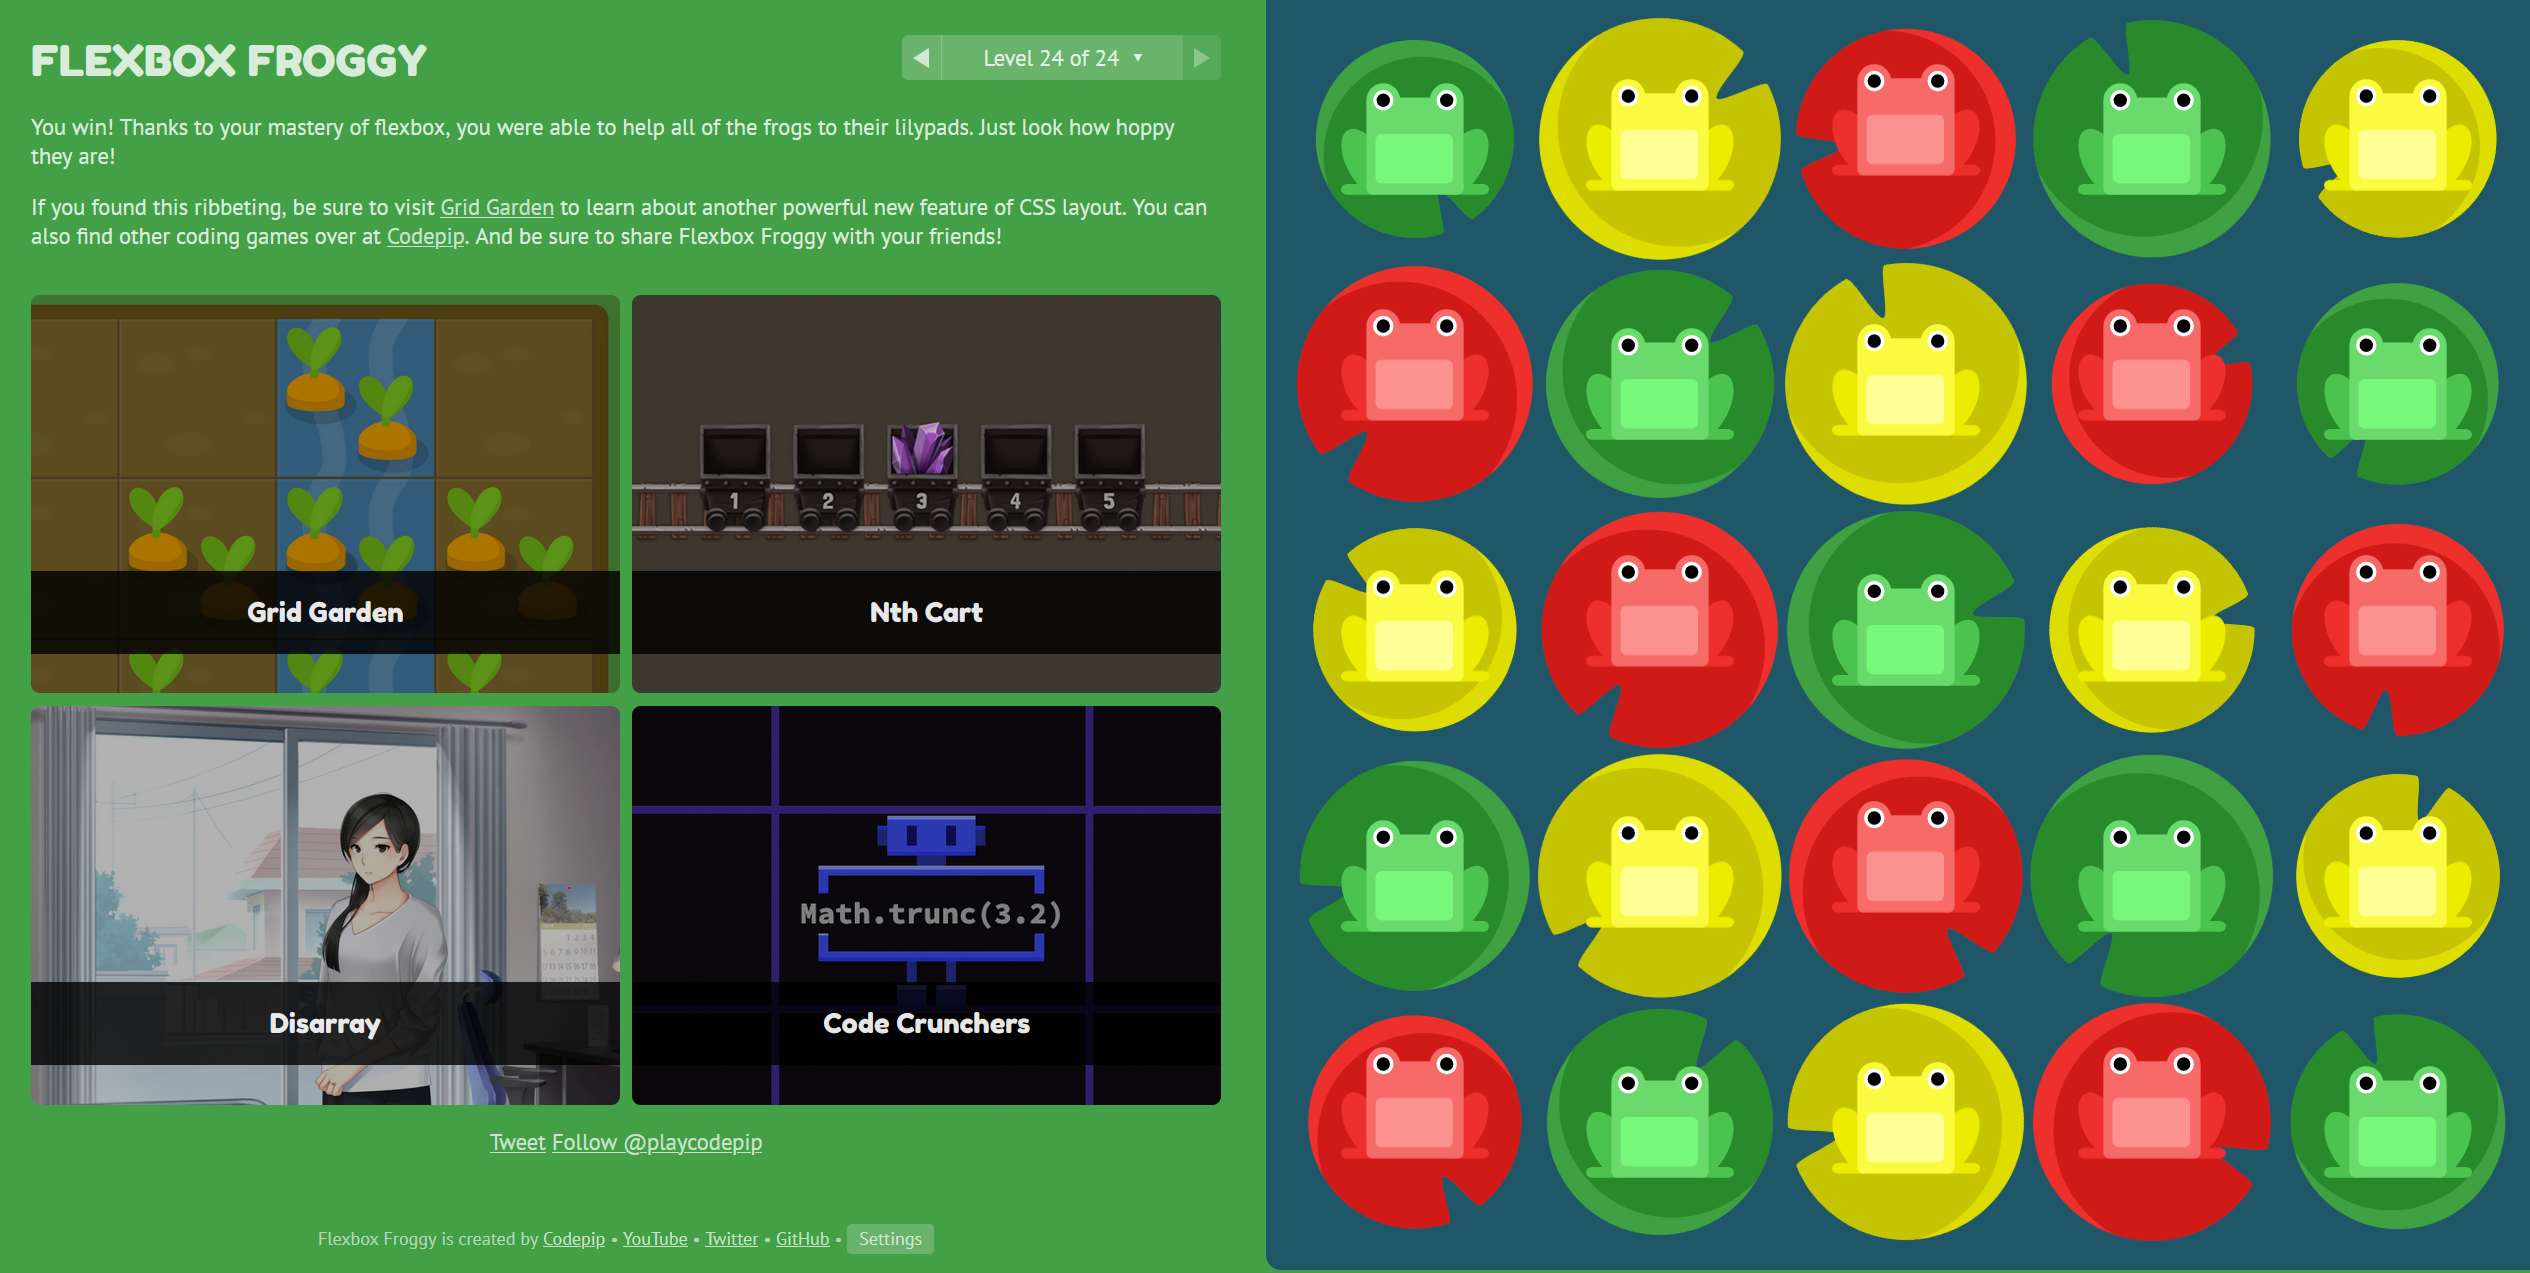 FLEXBOX FROGGY
Level 24 of 24 ▼
You win! Thanks to your mastery of flexbox, you were able to help all of the frogs to their lilypads. Just look how hoppy
they are!
If you found this ribbeting, be sure to visit Grid Garden to learn about another powerful new feature of CSS layout. You can
also find other coding games over at Codepip. And be sure to share Flexbox Froggy with your friends!
Grid Garden
1 2 3 4 5
Nth Cart
Disarray
Math.trunc(3.2)
Code Crunchers
Tweet Follow @playcodepip
Flexbox Froggy is created by Codepip • YouTube • Twitter • GitHub • Settings